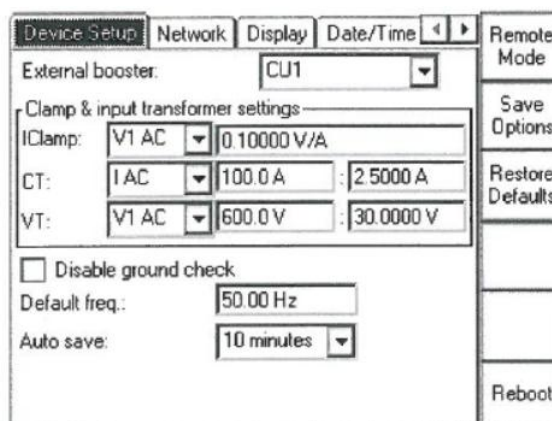 Device Setup Network Display Date/Time
External booster: CU1
Clamp & input transformer settings
IClamp: V1 AC 0.10000 V/A
CT: I AC 100.0 A : 2.5000 A
VT: V1 AC 600.0 V : 30.0000 V
Disable ground check
Default freq.: 50.00 Hz
Auto save: 10 minutes
Remote
Mode
Save
Options
Restore
Defaults
Reboot